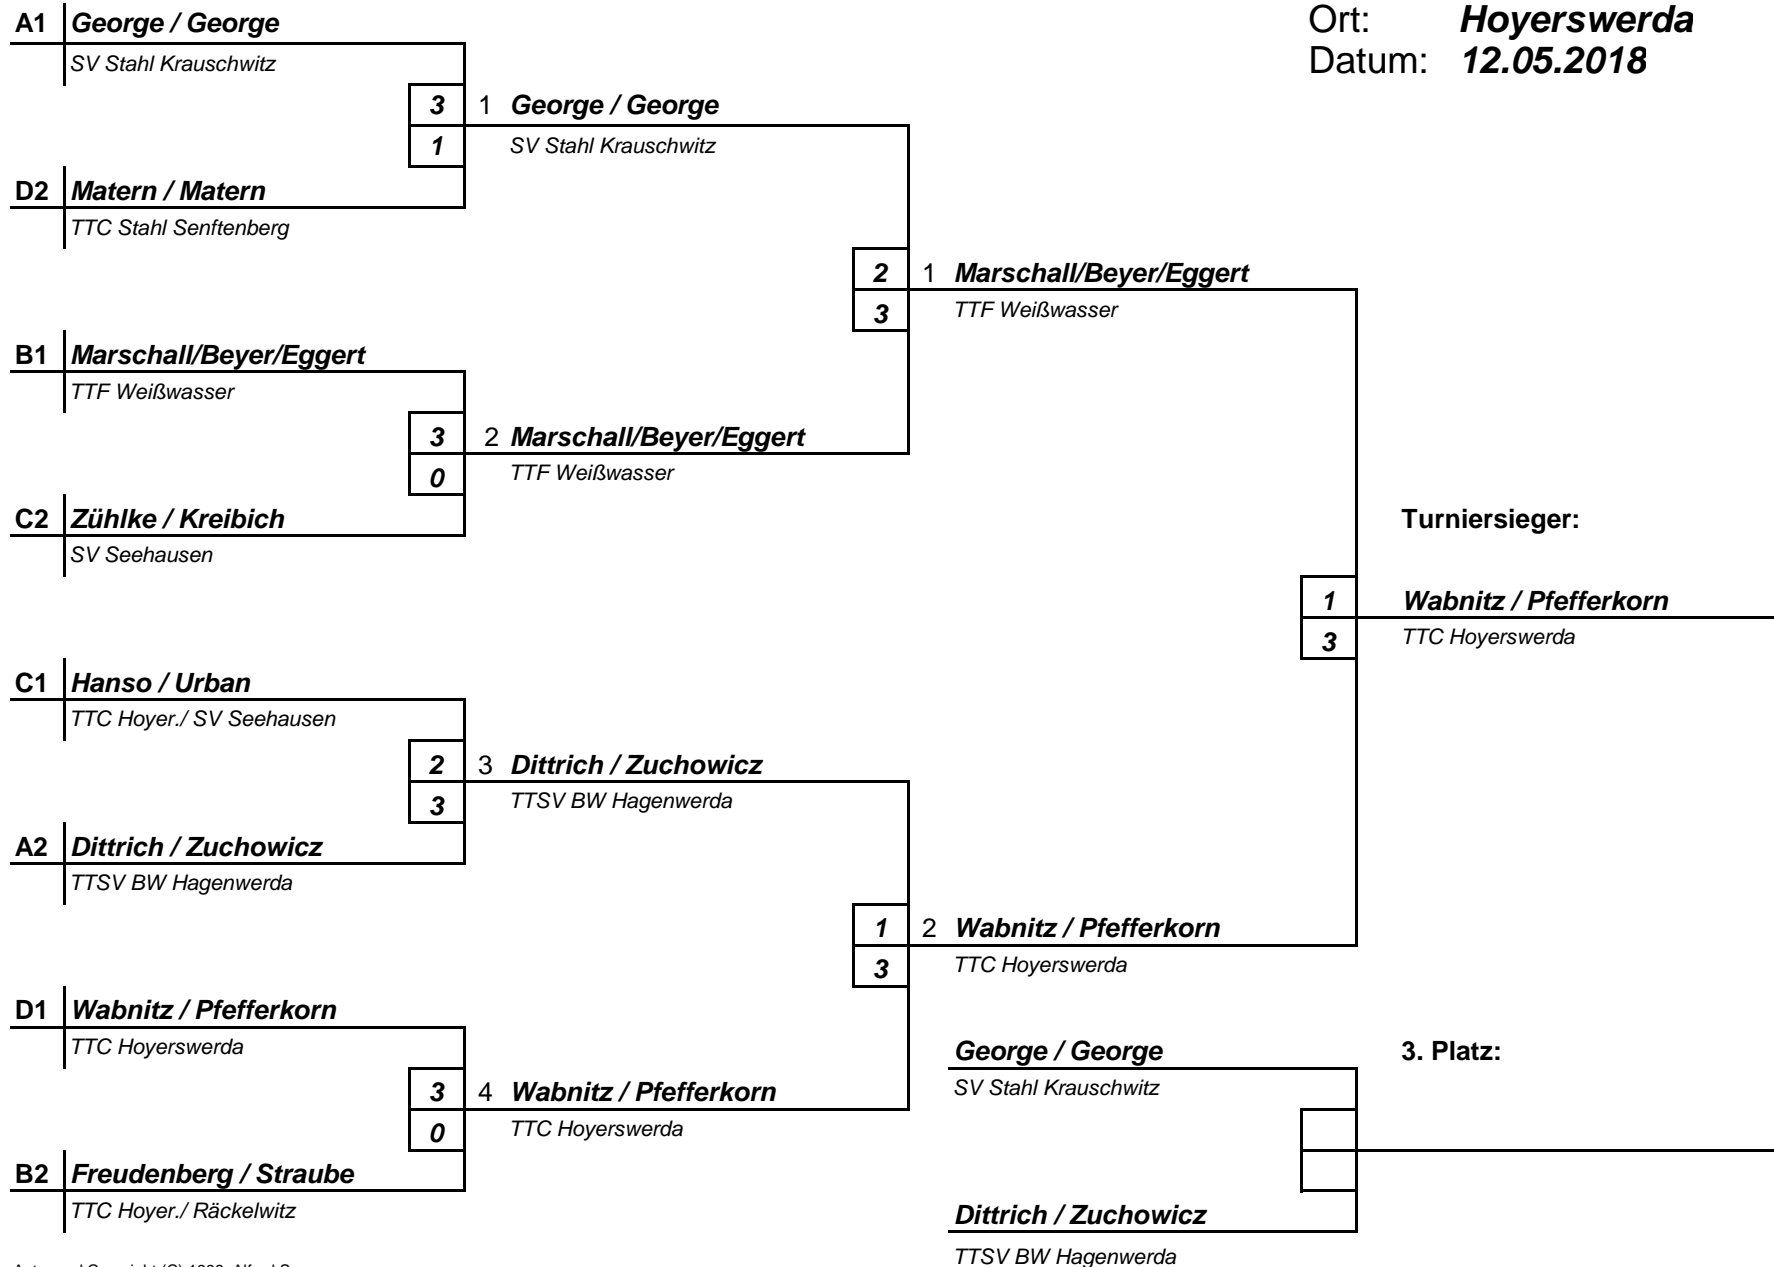 A1 George / George
SV Stahl Krauschwitz
Ort: Hoyerswerda
Datum: 12.05.2018
3 1 George / George
1 SV Stahl Krauschwitz
D2 Matern / Matern
TTC Stahl Senftenberg
2 1 Marschall/Beyer/Eggert
3 TTF Weißwasser
B1 Marschall/Beyer/Eggert
TTF Weißwasser
3 2 Marschall/Beyer/Eggert
0 TTF Weißwasser
C2 Zühlke / Kreibich
SV Seehausen
Turniersieger:
1 Wabnitz / Pfefferkorn
3 TTC Hoyerswerda
C1 Hanso / Urban
TTC Hoyer./ SV Seehausen
2 3 Dittrich / Zuchowicz
3 TTSV BW Hagenwerda
A2 Dittrich / Zuchowicz
TTSV BW Hagenwerda
1 2 Wabnitz / Pfefferkorn
3 TTC Hoyerswerda
D1 Wabnitz / Pfefferkorn
TTC Hoyerswerda
George / George
SV Stahl Krauschwitz
3. Platz:
3 4 Wabnitz / Pfefferkorn
0 TTC Hoyerswerda
B2 Freudenberg / Straube
TTC Hoyer./ Räckelwitz
Dittrich / Zuchowicz
TTSV BW Hagenwerda